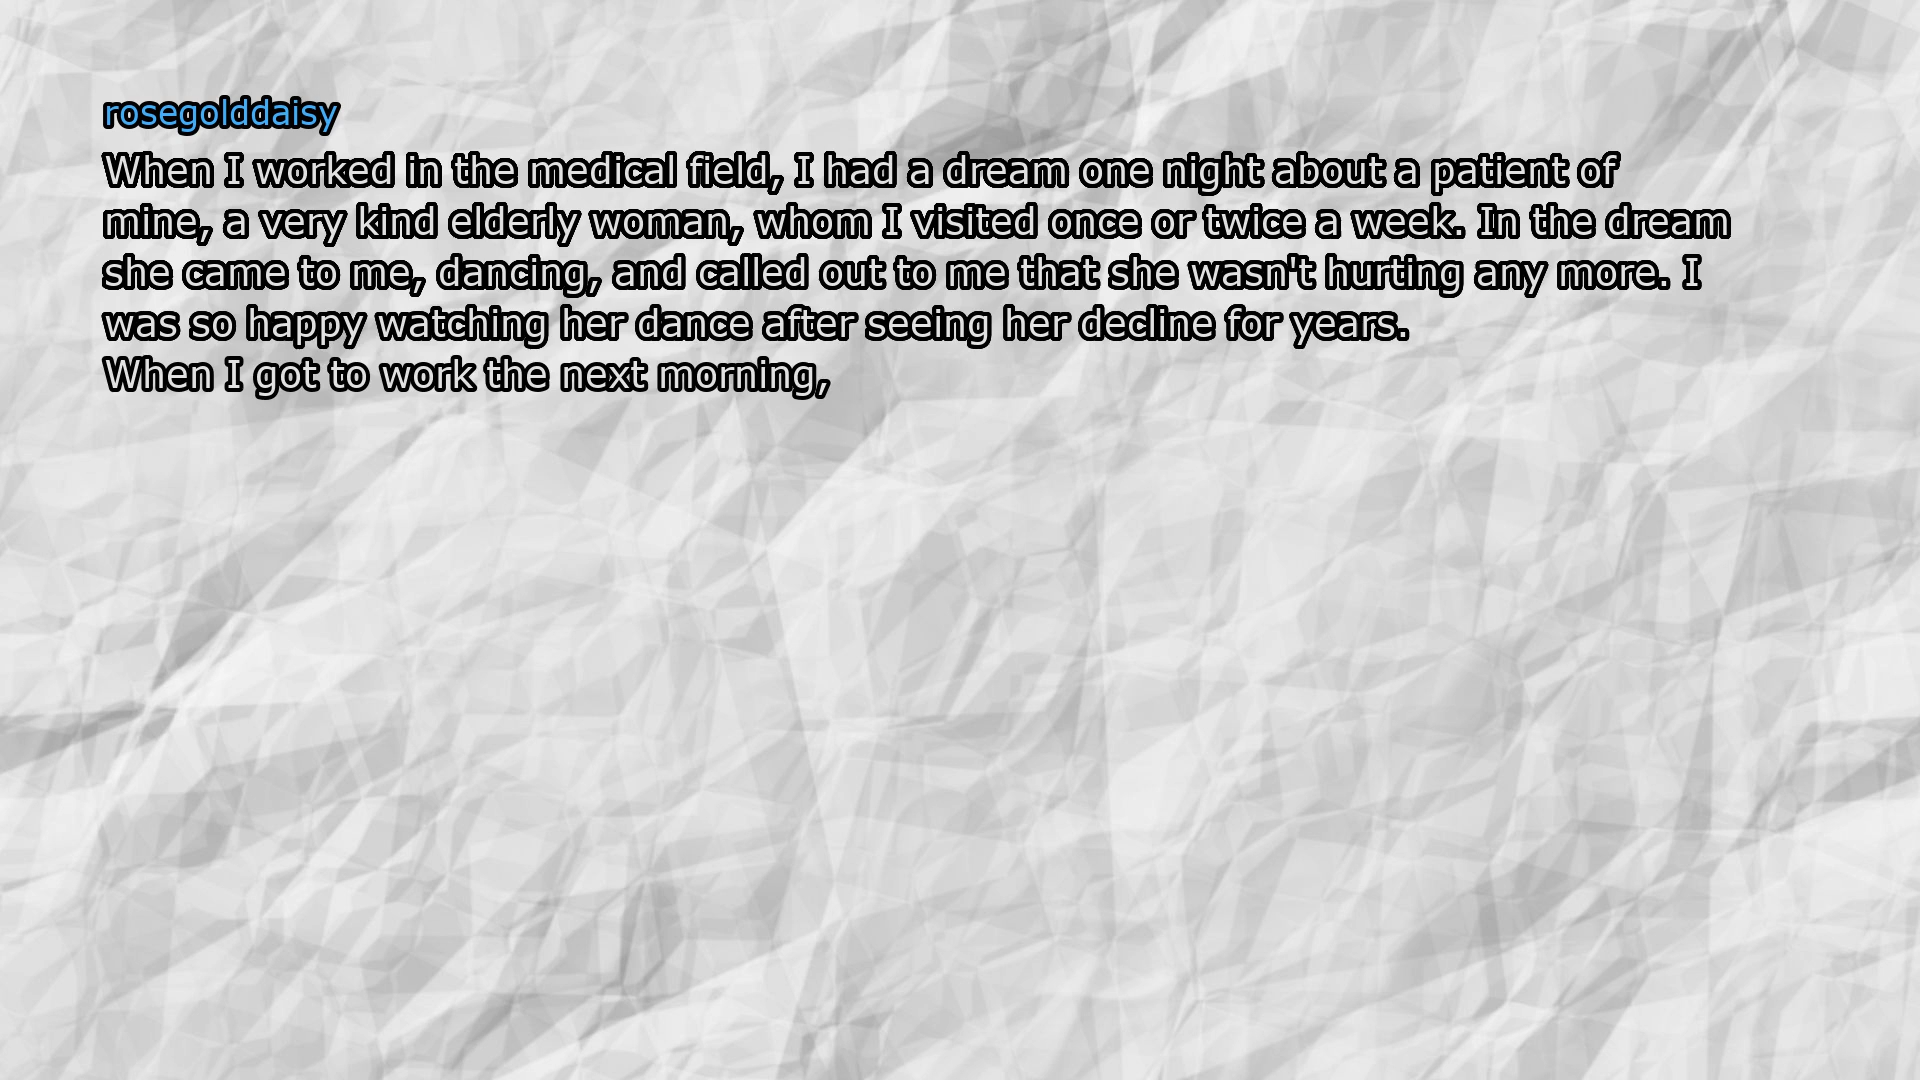 rosegolddaisy
When I worked in the medical field, I had a dream one night about a patient of
mine, a very kind elderly woman, whom I visited once or twice a week. In the dream
she came to me, dancing, and called out to me that she wasn't hurting any more. I
was so happy watching her dance after seeing her decline for years.
When I got to work the next morning,